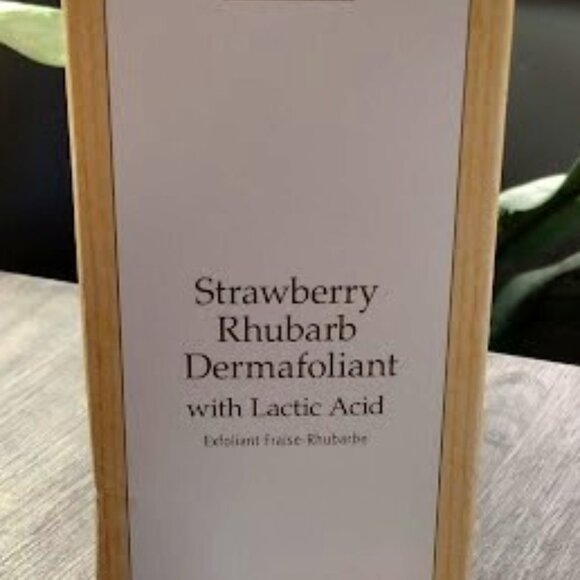 Strawberry
Rhubarb
Dermafoliant
with Lactic Acid
Exfoliant Fraise-Rhubarbe